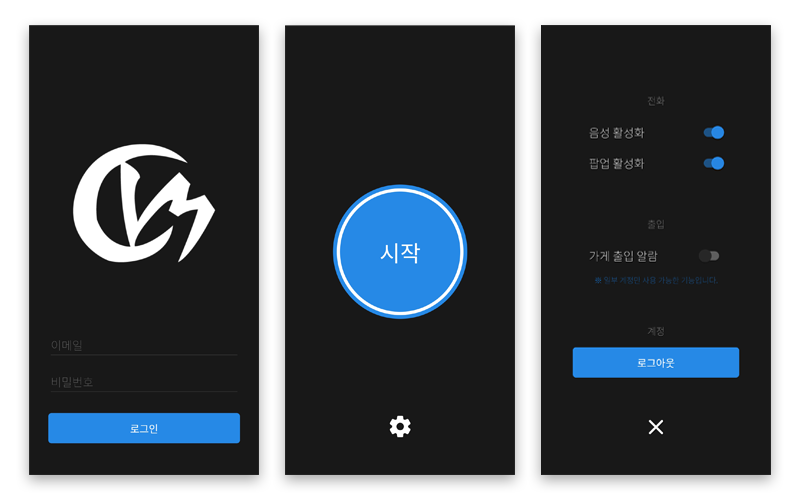 이메일
비밀번호
로그인
시작
전화
음성 활성화
팝업 활성화
출입
가게 출입 알람
※ 일부 계정만 사용 가능한 기능입니다.
계정
로그아웃